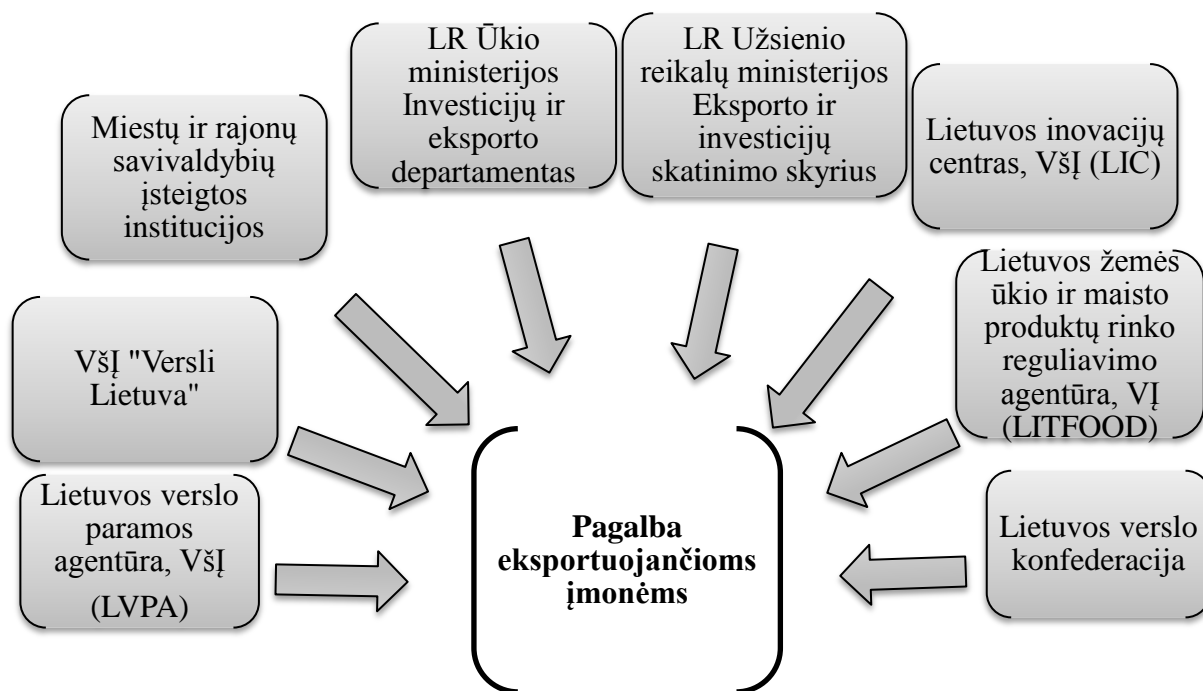 LR Ūkio
ministerijos
Investicijų ir
eksporto
departamentas
LR Užsienio
reikalų ministerijos
Eksporto ir
investicijų
skatinimo skyrius
Miestų ir rajonų
savivaldybių
įsteigtos
institucijos
Lietuvos inovacijų
centras, VšĮ (LIC)
VšĮ "Versli
Lietuva"
Lietuvos žemės
ūkio ir maisto
produktų rinko
reguliavimo
agentūra, VĮ
(LITFOOD)
Lietuvos verslo
paramos
agentūra, VšĮ
(LVPA)
Pagalba
eksportuojančioms
įmonėms
Lietuvos verslo
konfederacija